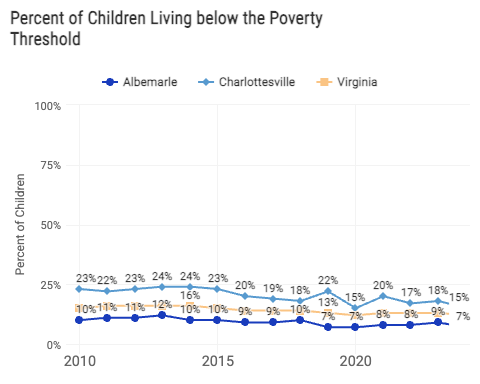 Percent of Children Living below the Poverty
Threshold
Albemarle Charlottesville Virginia
100%
75%
50%
25%
0%
Percent of Children
23% 22% 23% 24% 24% 23% 20% 19% 18% 22% 15% 20% 17% 18% 15%
16% 13%
10% 11% 11% 12% 10% 10% 9% 9% 10% 7% 7% 8% 8% 9% 7%
2010 2015 2020